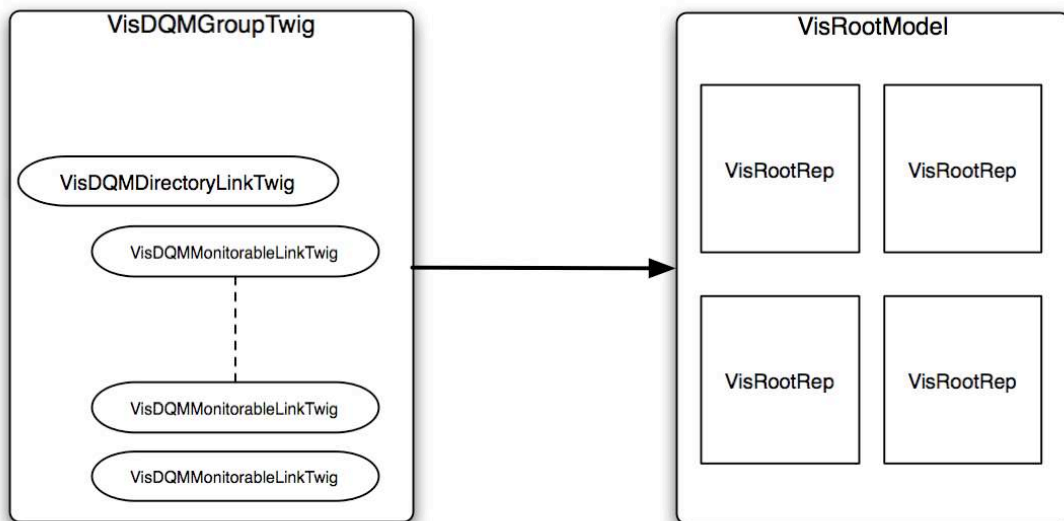 VisDQMGroupTwig
VisDQMDirectoryLinkTwig
VisDQMMonitorableLinkTwig
VisDQMMonitorableLinkTwig
VisDQMMonitorableLinkTwig
VisRootModel
VisRootRep
VisRootRep
VisRootRep
VisRootRep